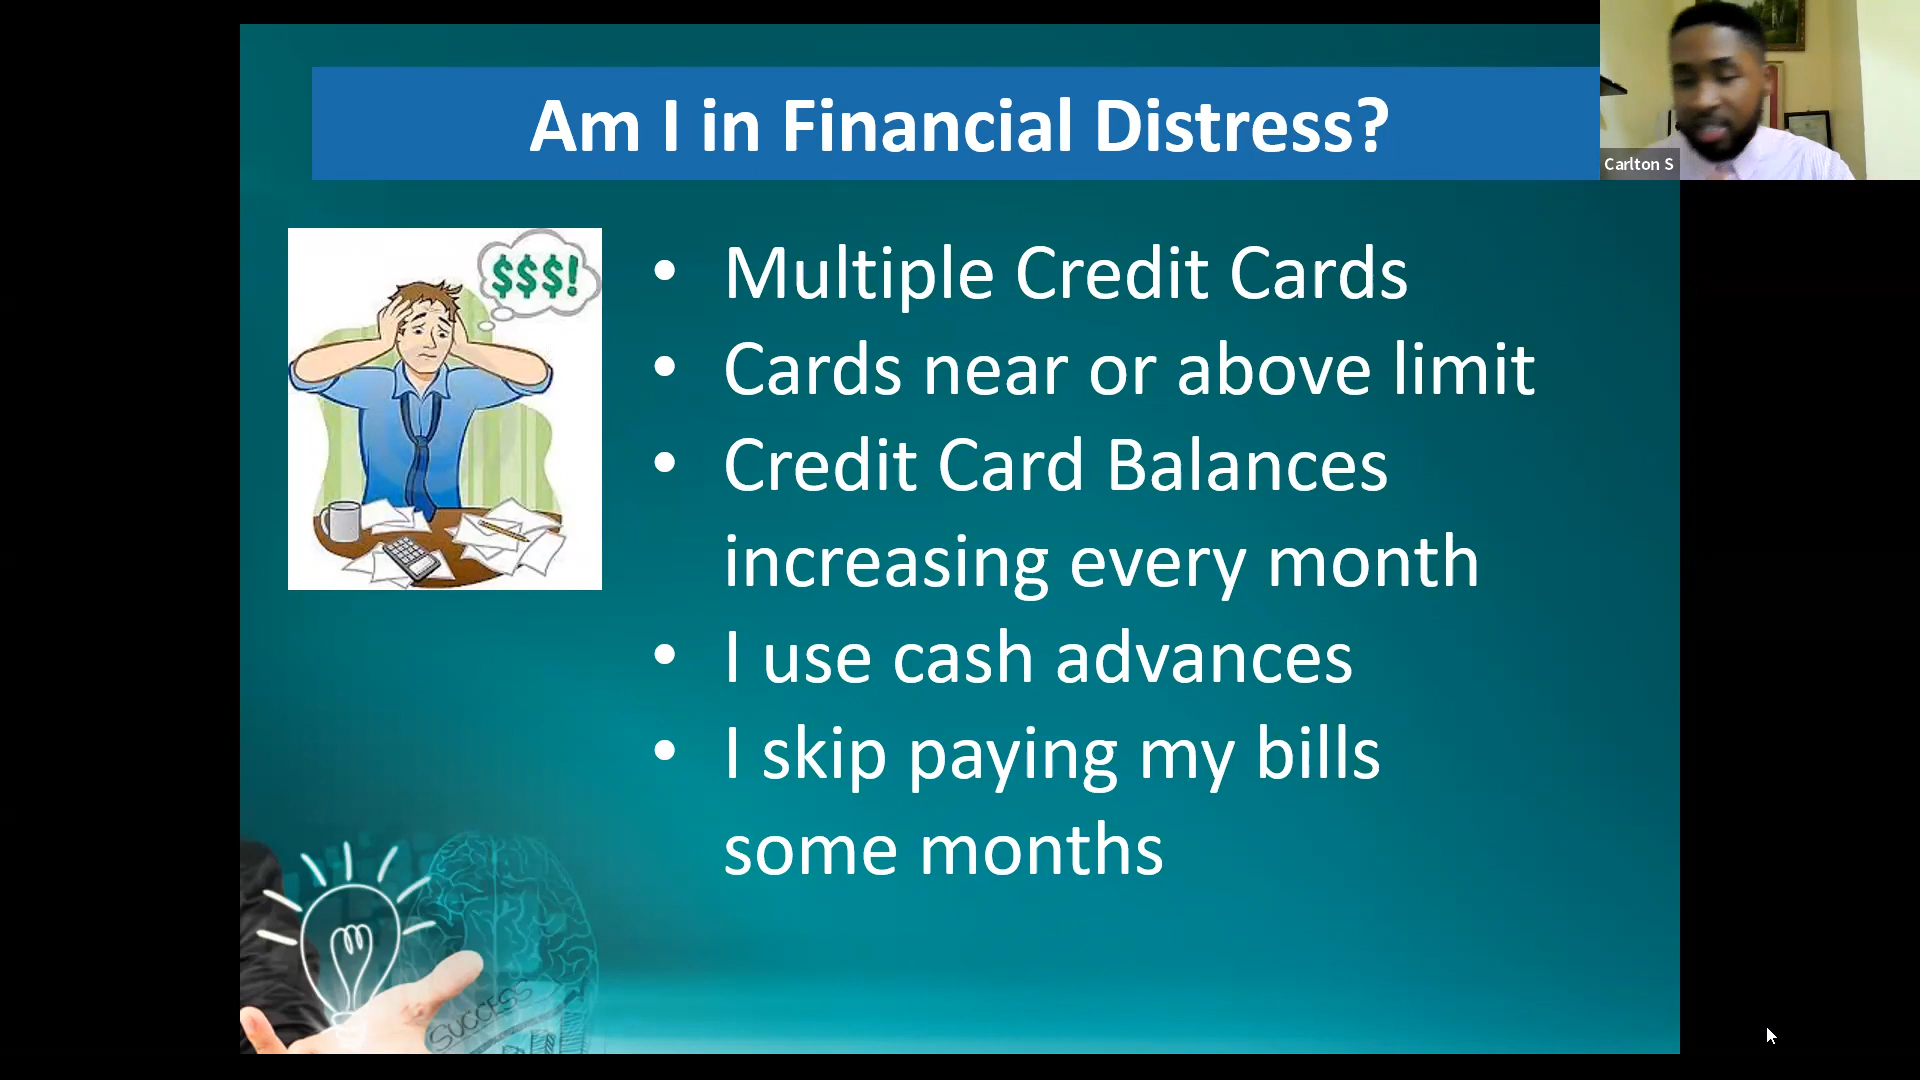 Am I in Financial Distress?
Carlton S
$$$!
• Multiple Credit Cards
• Cards near or above limit
• Credit Card Balances
increasing every month
• I use cash advances
• I skip paying my bills
some months
SUCCESS